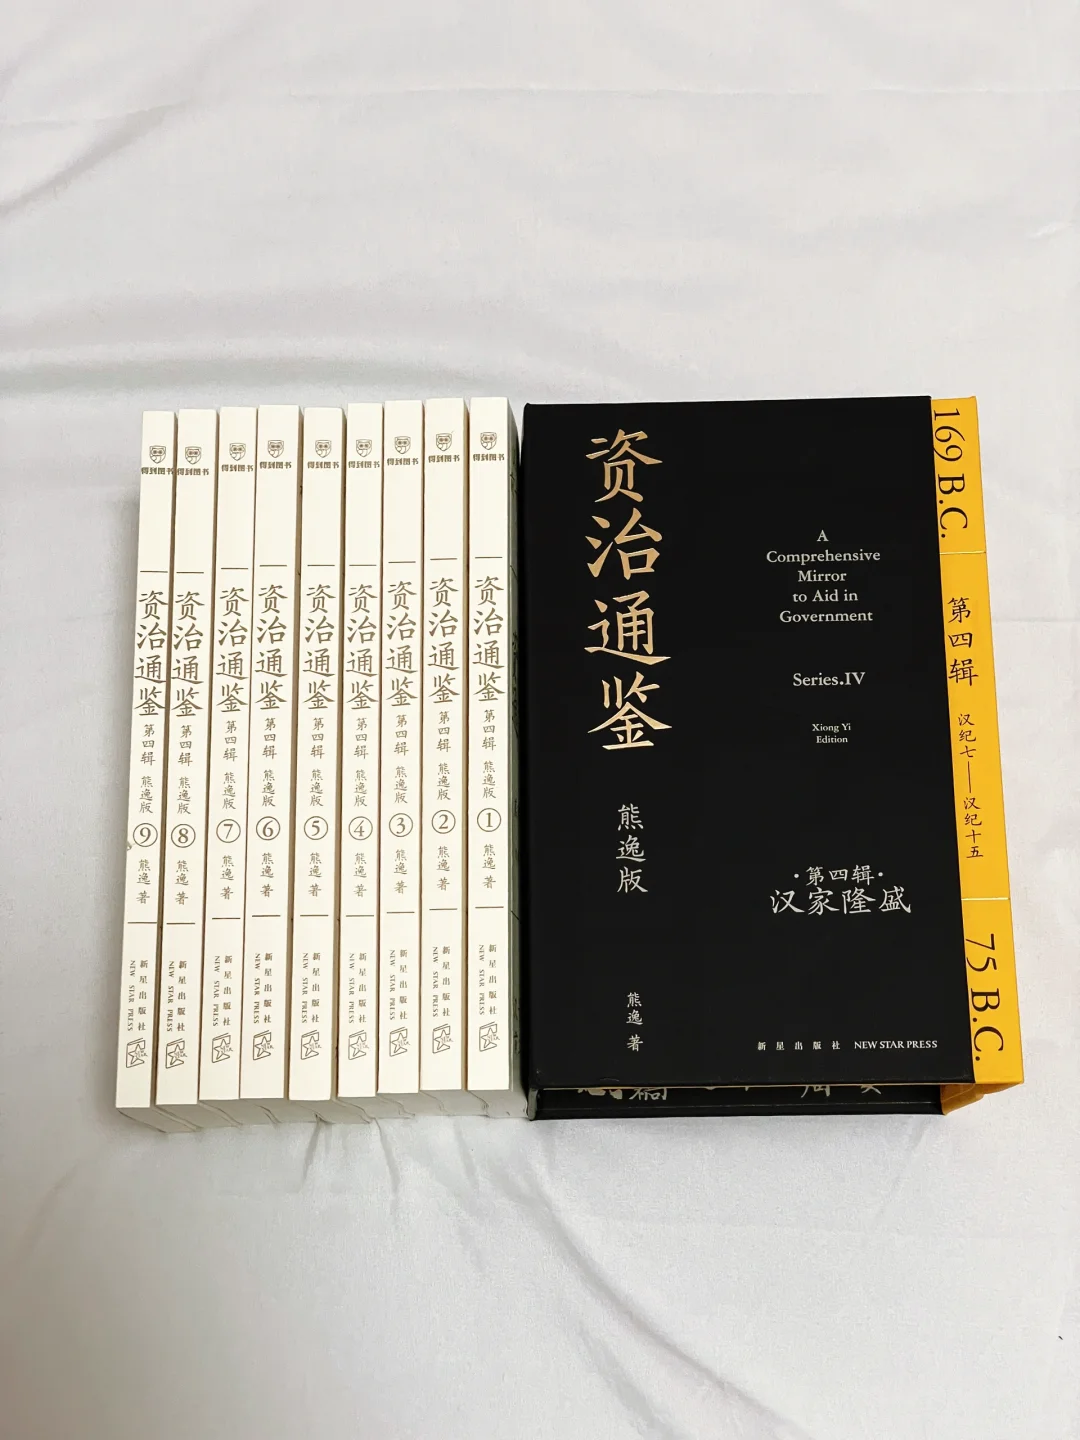 得到图书
资治通鉴 第四辑 熊逸版 ⑨ 熊逸 著
新星出版社
NEW STAR PRESS
得到图书
资治通鉴 第四辑 熊逸版 ⑧ 熊逸 著
新星出版社
NEW STAR PRESS
得到图书
资治通鉴 第四辑 熊逸版 ⑦ 熊逸 著
新星出版社
NEW STAR PRESS
得到图书
资治通鉴 第四辑 熊逸版 ⑥ 熊逸 著
新星出版社
NEW STAR PRESS
得到图书
资治通鉴 第四辑 熊逸版 ⑤ 熊逸 著
新星出版社
NEW STAR PRESS
得到图书
资治通鉴 第四辑 熊逸版 ④ 熊逸 著
新星出版社
NEW STAR PRESS
得到图书
资治通鉴 第四辑 熊逸版 ③ 熊逸 著
新星出版社
NEW STAR PRESS
得到图书
资治通鉴 第四辑 熊逸版 ② 熊逸 著
新星出版社
NEW STAR PRESS
得到图书
资治通鉴 第四辑 熊逸版 ① 熊逸 著
新星出版社
NEW STAR PRESS
资治通鉴
熊逸版
熊逸 著
A
Comprehensive
Mirror
to Aid in
Government
Series.IV
Xiong Yi
Edition
·第四辑·
汉家隆盛
新星出版社 NEW STAR PRESS
169 B.C.
第四辑
汉纪七——汉纪十五
75 B.C.